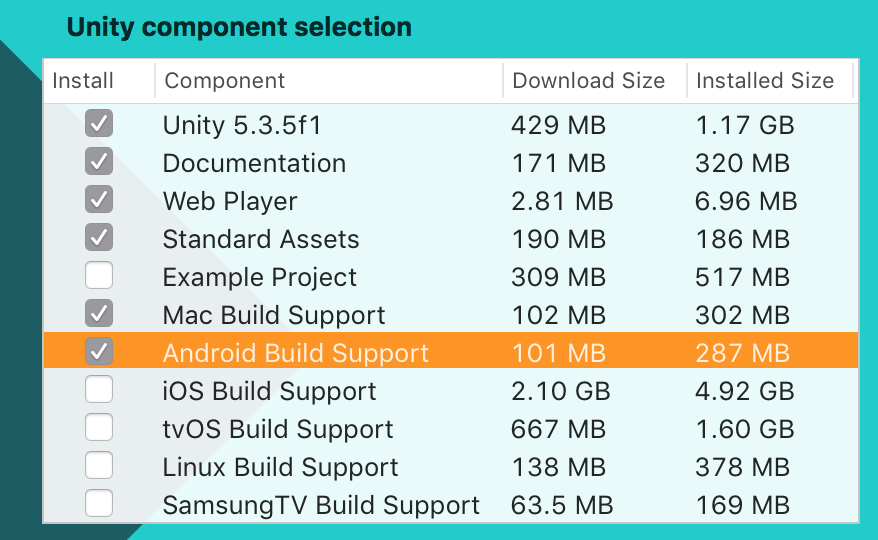 Unity component selection
Install Component Download Size Installed Size
Unity 5.3.5f1 429 MB 1.17 GB
Documentation 171 MB 320 MB
Web Player 2.81 MB 6.96 MB
Standard Assets 190 MB 186 MB
Example Project 309 MB 517 MB
Mac Build Support 102 MB 302 MB
Android Build Support 101 MB 287 MB
iOS Build Support 2.10 GB 4.92 GB
tvOS Build Support 667 MB 1.60 GB
Linux Build Support 138 MB 378 MB
SamsungTV Build Support 63.5 MB 169 MB